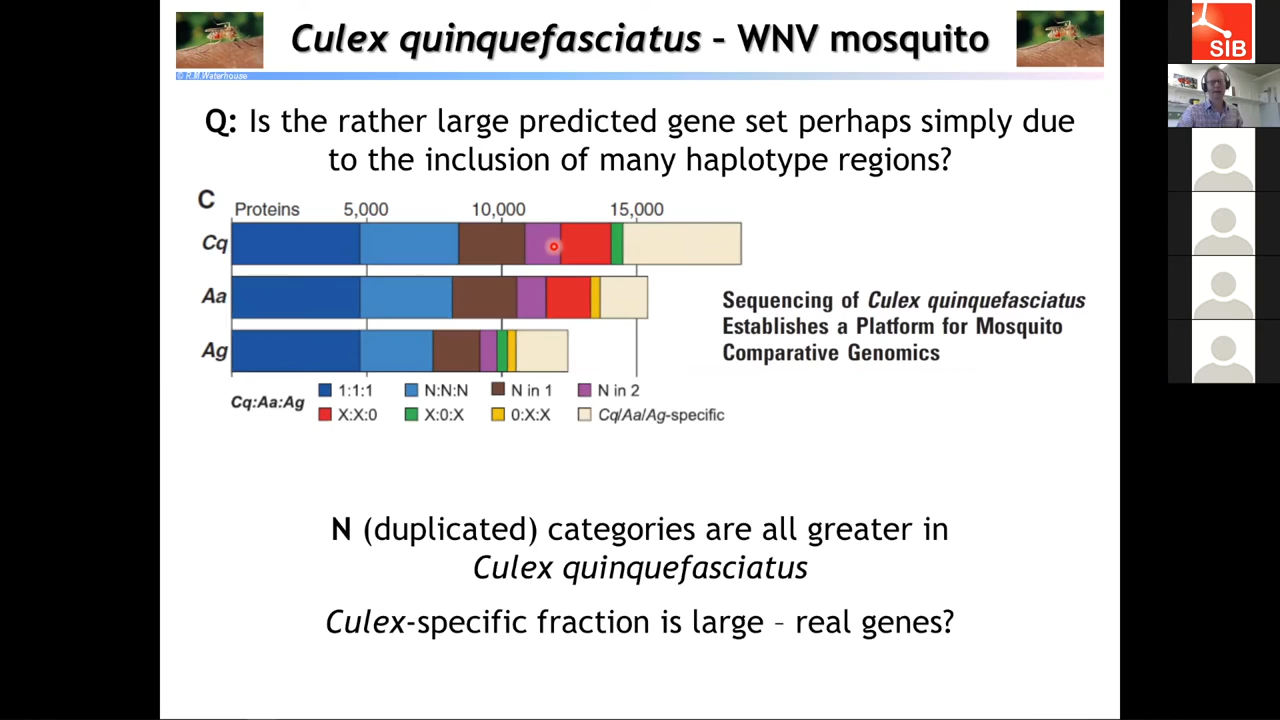 Culex quinquefasciatus – WNV mosquito
© R.M.Waterhouse
SIB
Q: Is the rather large predicted gene set perhaps simply due
to the inclusion of many haplotype regions?
C
Proteins 5,000 10,000 15,000
Cq
Aa
Ag
Sequencing of Culex quinquefasciatus
Establishes a Platform for Mosquito
Comparative Genomics
Cq:Aa:Ag
1:1:1 N:N:N N in 1 N in 2
X:X:0 X:0:X 0:X:X Cq/Aa/Ag-specific
N (duplicated) categories are all greater in
Culex quinquefasciatus
Culex-specific fraction is large – real genes?